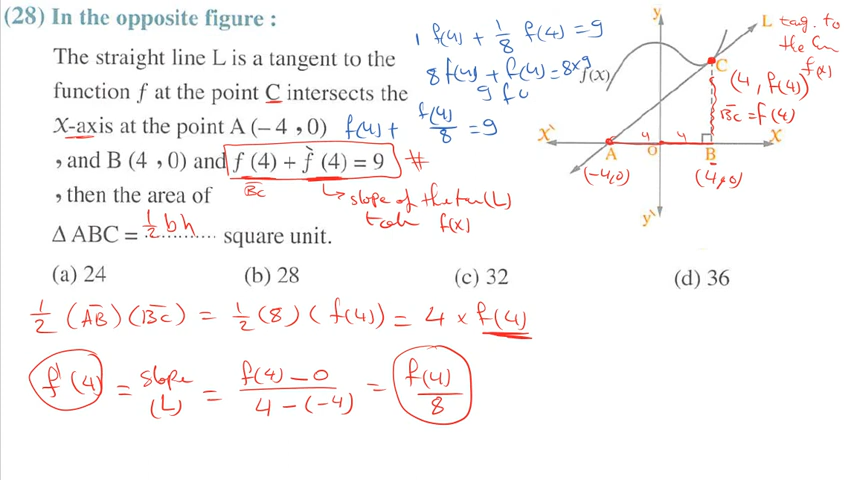 (28) In the opposite figure :
The straight line L is a tangent to the
function f at the point C intersects the
X-axis at the point A (– 4 , 0)
, and B (4 , 0) and f (4) + f̀ (4) = 9 #
BC
, then the area of
Δ ABC = 1/2 bh ............ square unit.
(a) 24 (b) 28 (c) 32 (d) 36
slope of the tan (L)
f(x)
1 f(4) + 1/8 f(4) = 9
8f(4) + f(4) = 8×9
9 f
f(4) + f(4)/8 = 9
y
L tag. to
the
f(x)
f(x)
C
(4, f(4))
BC = f(4)
4 4
X` A O B X
(-4,0) (4,0)
y`
1/2 (AB)(BC) = 1/2 (8)(f(4)) = 4 × f(4)
f'(4) = slope (L) = f(4) - 0 / 4 - (-4) = f(4)/8